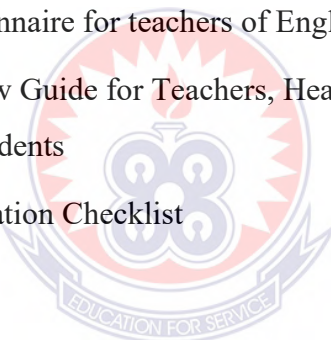 nnaire for teachers of Engl
w Guide for Teachers, Hea
dents
ation Checklist
EDUCATION FOR SERVICE